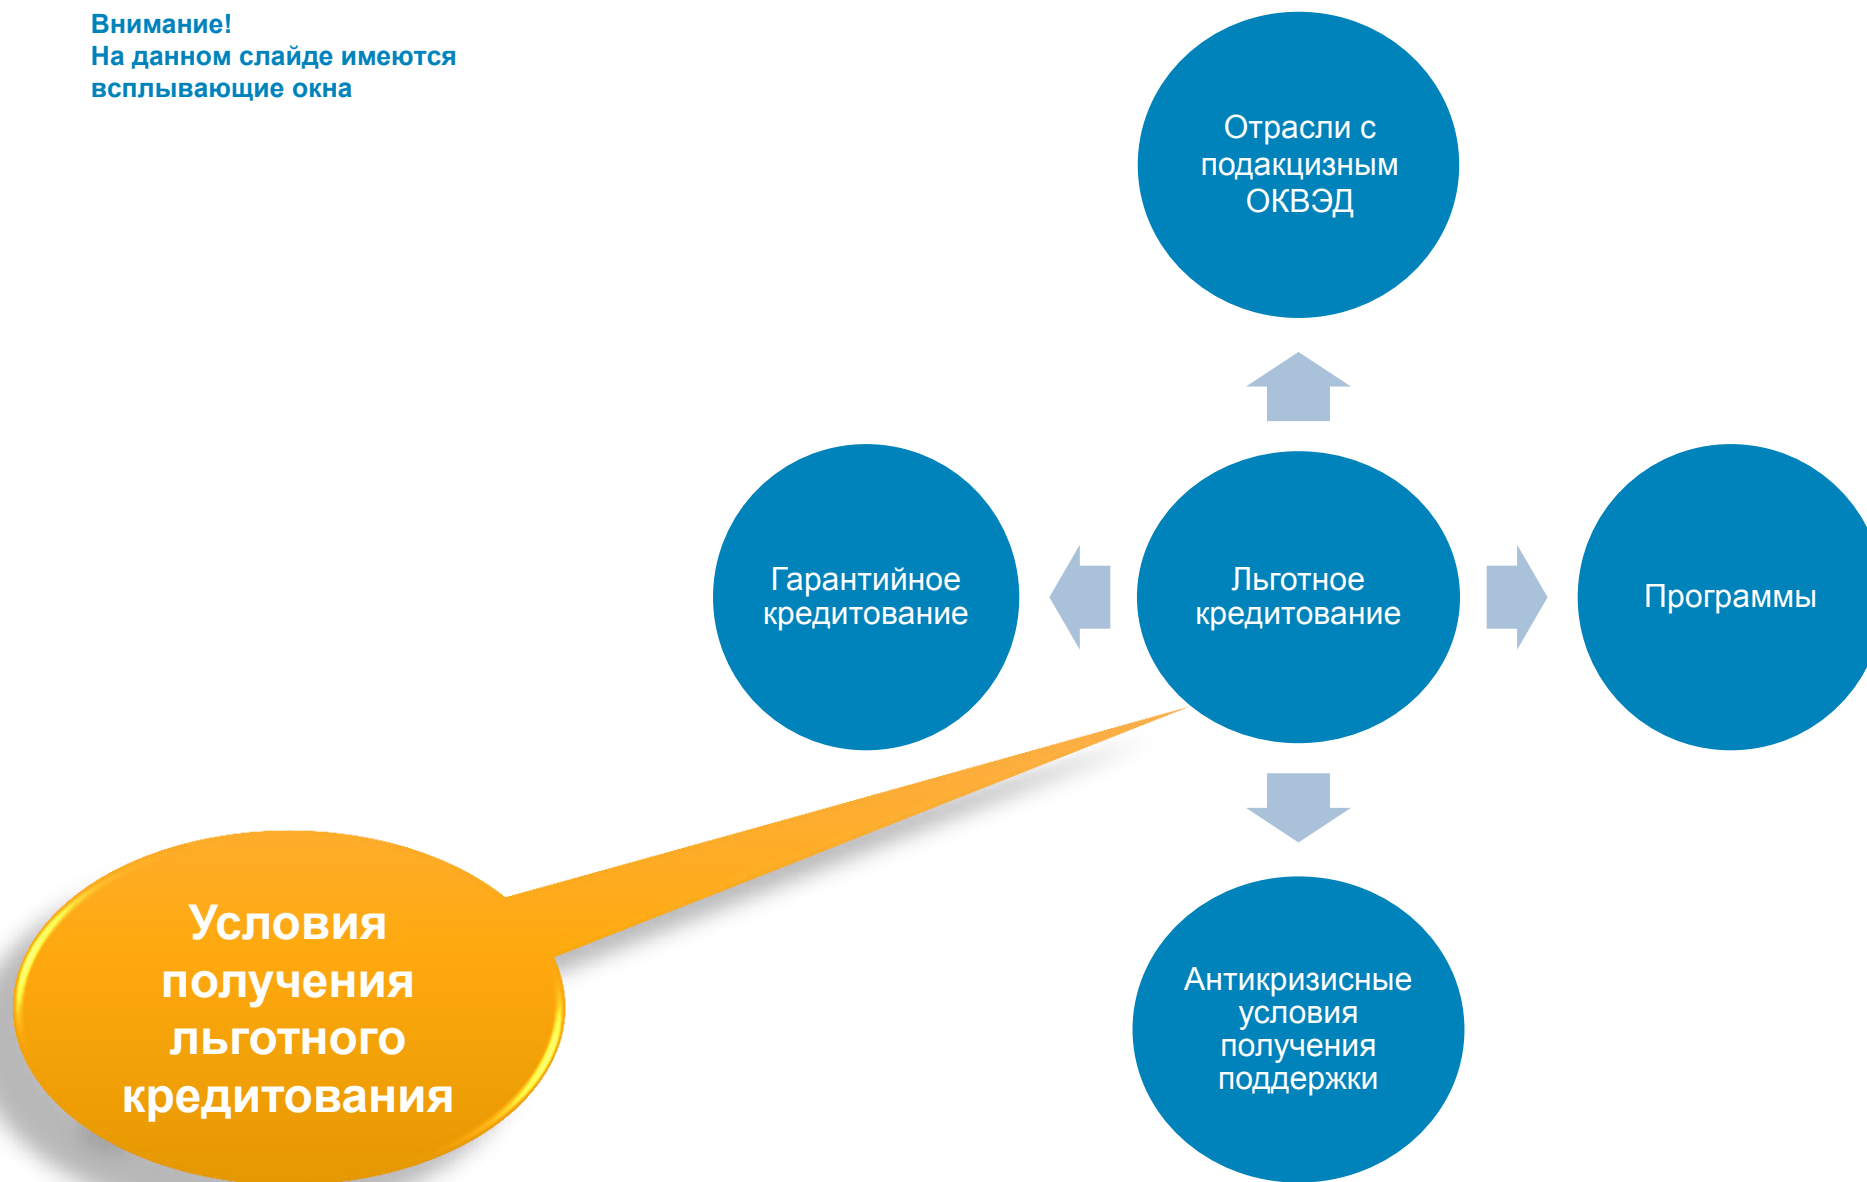 Внимание!
На данном слайде имеются
всплывающие окна
Отрасли с
подакцизным
ОКВЭД
Гарантийное
кредитование
Льготное
кредитование
Программы
Антикризисные
условия
получения
поддержки
Условия
получения
льготного
кредитования